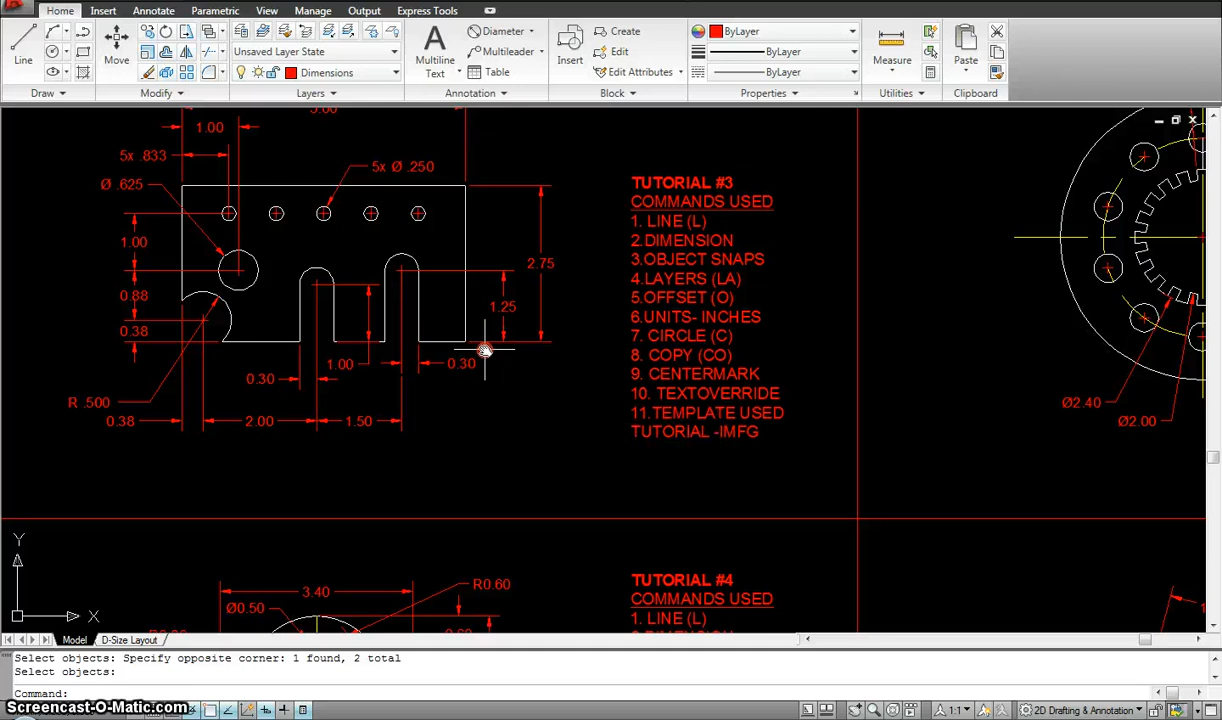 Home Insert Annotate Parametric View Manage Output Express Tools
Line
Move
Unsaved Layer State
Dimensions
Multiline
Text
Diameter
Multileader
Table
Insert
Create
Edit
Edit Attributes
ByLayer
ByLayer
ByLayer
Measure
Paste
Draw
Modify
Layers
Annotation
Block
Properties
Utilities
Clipboard
1.00
5x .833
Ø .625
5x Ø .250
1.00
0.88
0.38
2.75
1.25
1.00
0.30
0.30
R .500
0.38
2.00
1.50
TUTORIAL #3
COMMANDS USED
1. LINE (L)
2.DIMENSION
3.OBJECT SNAPS
4.LAYERS (LA)
5.OFFSET (O)
6.UNITS- INCHES
7. CIRCLE (C)
8. COPY (CO)
9. CENTERMARK
10. TEXTOVERRIDE
11.TEMPLATE USED
TUTORIAL -IMFG
Ø2.40
Ø2.00
Y
X
3.40
R0.60
Ø0.50
TUTORIAL #4
COMMANDS USED
1. LINE (L)
Model D-Size Layout
Select objects: Specify opposite corner: 1 found, 2 total
Select objects:
Command:
Screencast-O-Matic.com
1:1
2D Drafting & Annotation